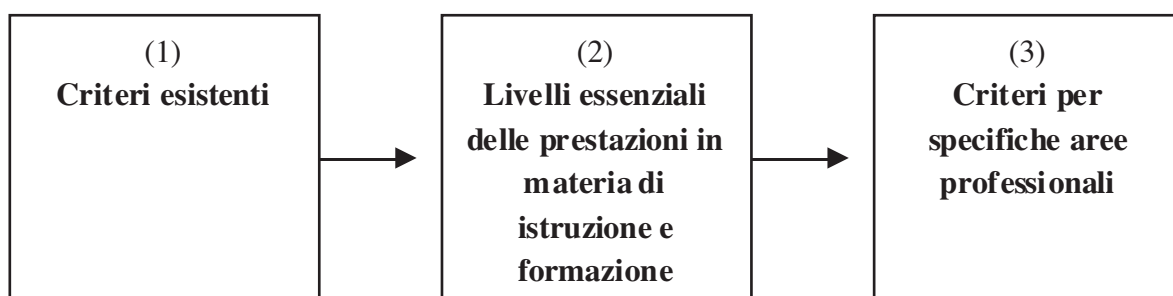 (1)
Criteri esistenti
(2)
Livelli essenziali
delle prestazioni in
materia di
istruzione e
formazione
(3)
Criteri per
specifiche aree
professionali